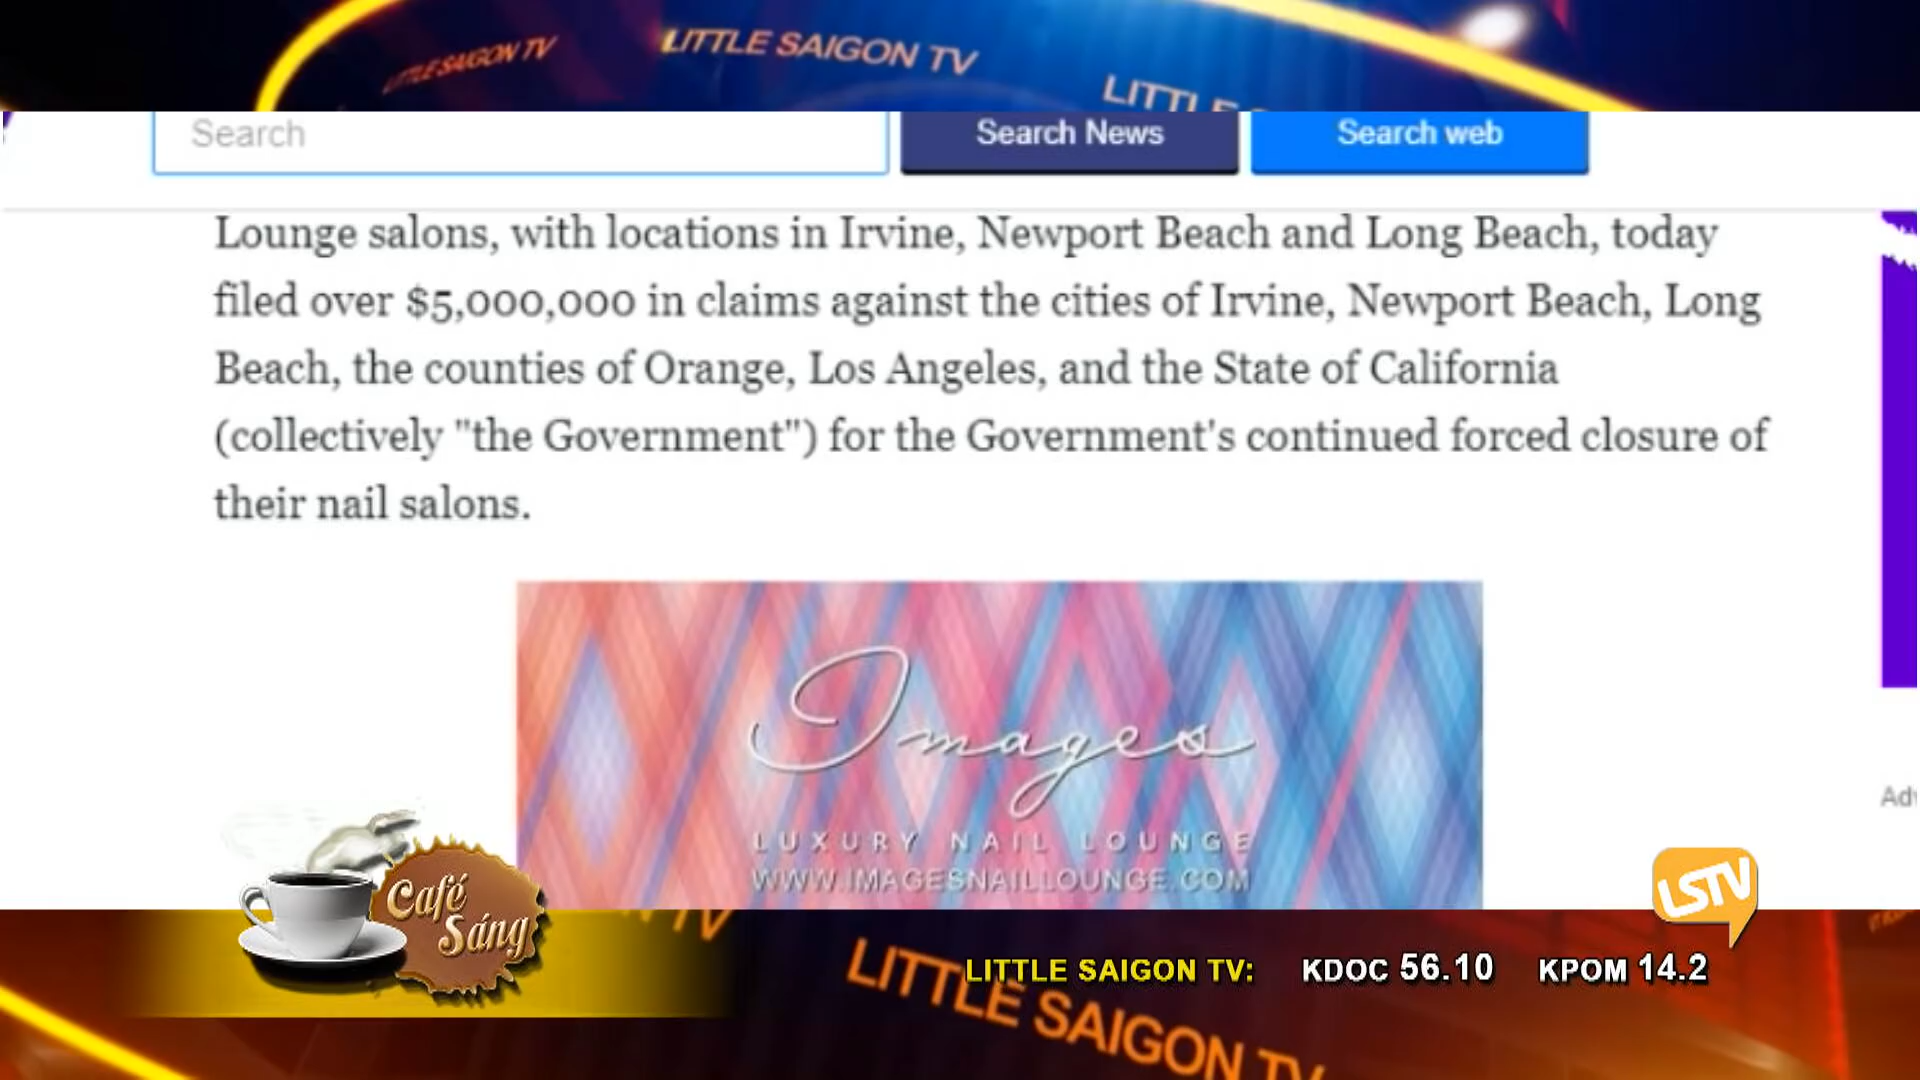 LITTLE SAIGON TV
LITTLE SAIGON TV
LITTLE
Search
Search News
Search web
Lounge salons, with locations in Irvine, Newport Beach and Long Beach, today
filed over $5,000,000 in claims against the cities of Irvine, Newport Beach, Long
Beach, the counties of Orange, Los Angeles, and the State of California
(collectively "the Government") for the Government's continued forced closure of
their nail salons.
Images
LUXURY NAIL LOUNGE
WWW.IMAGESNAILLOUNGE.COM
Café
Sáng
LSTV
TV
LITTLE SAIGON TV: KDOC 56.10 KPOM 14.2
LITTLE SAIGON TV